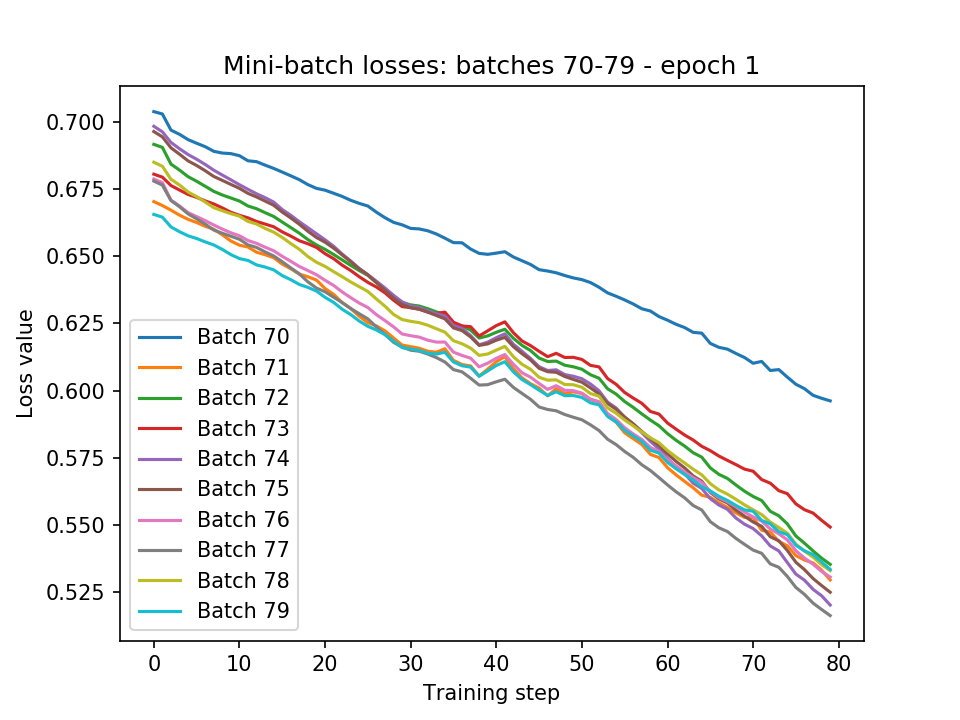 Mini-batch losses: batches 70-79 - epoch 1
Loss value
0.700
0.675
0.650
0.625
0.600
0.575
0.550
0.525
Batch 70
Batch 71
Batch 72
Batch 73
Batch 74
Batch 75
Batch 76
Batch 77
Batch 78
Batch 79
0 10 20 30 40 50 60 70 80
Training step